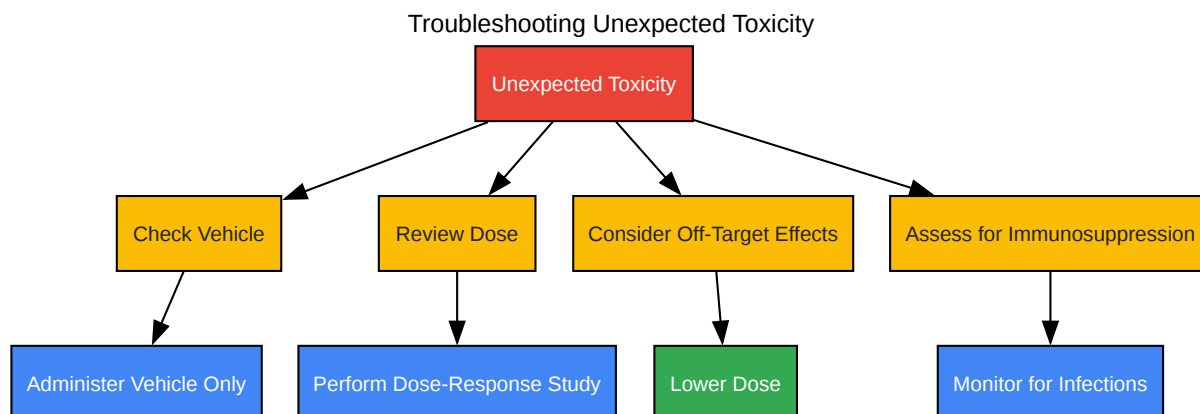 Troubleshooting Unexpected Toxicity
Unexpected Toxicity
Check Vehicle
Review Dose
Consider Off-Target Effects
Assess for Immunosuppression
Administer Vehicle Only
Perform Dose-Response Study
Lower Dose
Monitor for Infections